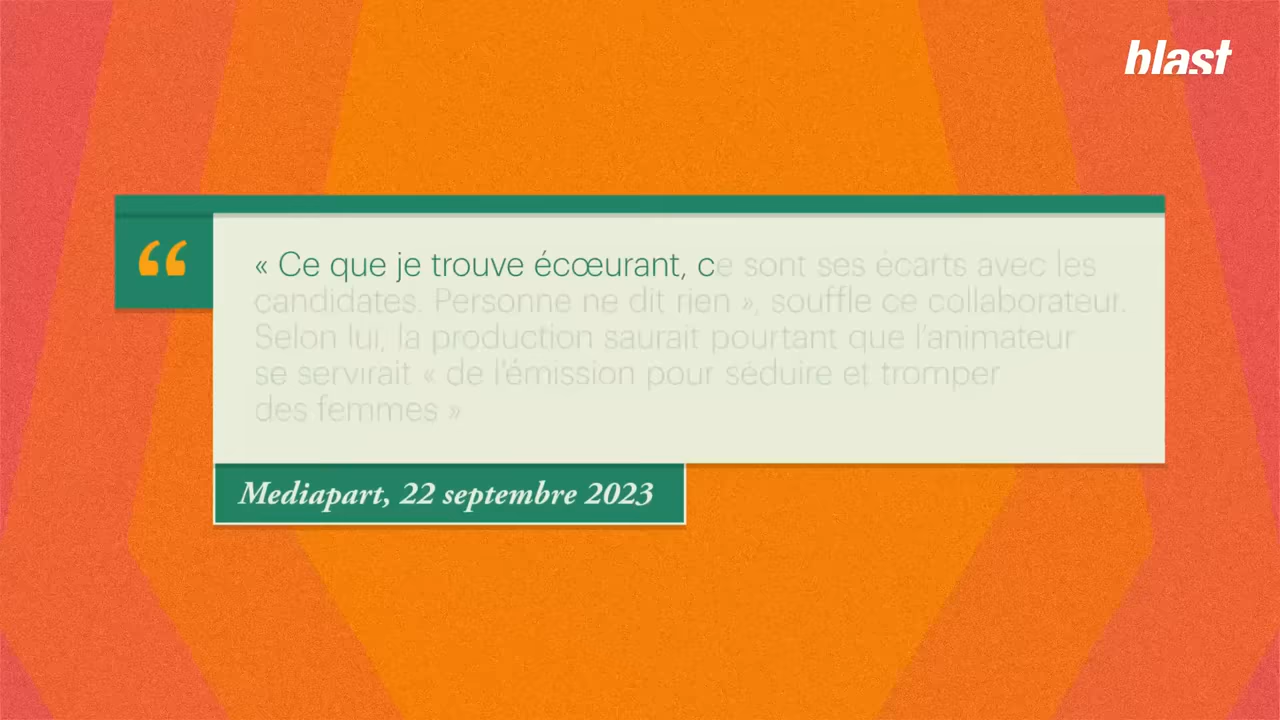 blast
« Ce que je trouve écœurant, ce sont ses écarts avec les
candidates. Personne ne dit rien », souffle ce collaborateur.
Selon lui, la production saurait pourtant que l’animateur
se servirait « de l'émission pour séduire et tromper
des femmes »
Mediapart, 22 septembre 2023